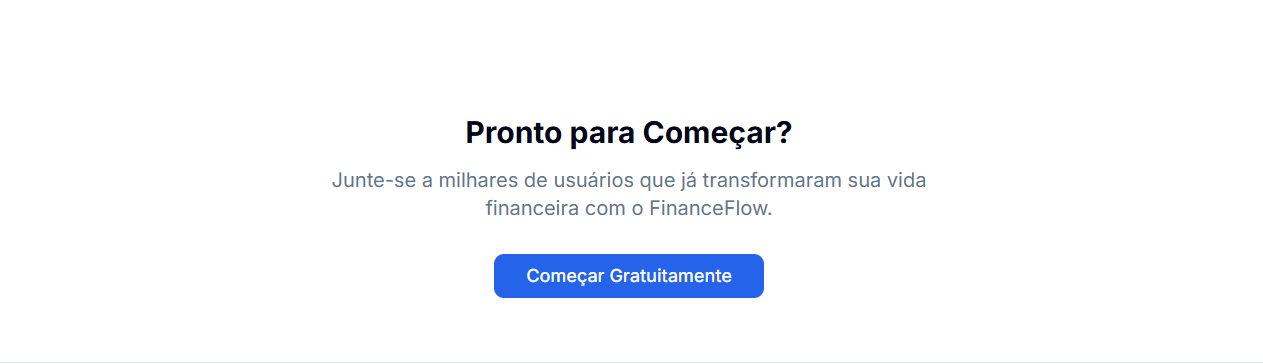 Pronto para Começar?
Junte-se a milhares de usuários que já transformaram sua vida
financeira com o FinanceFlow.
Começar Gratuitamente